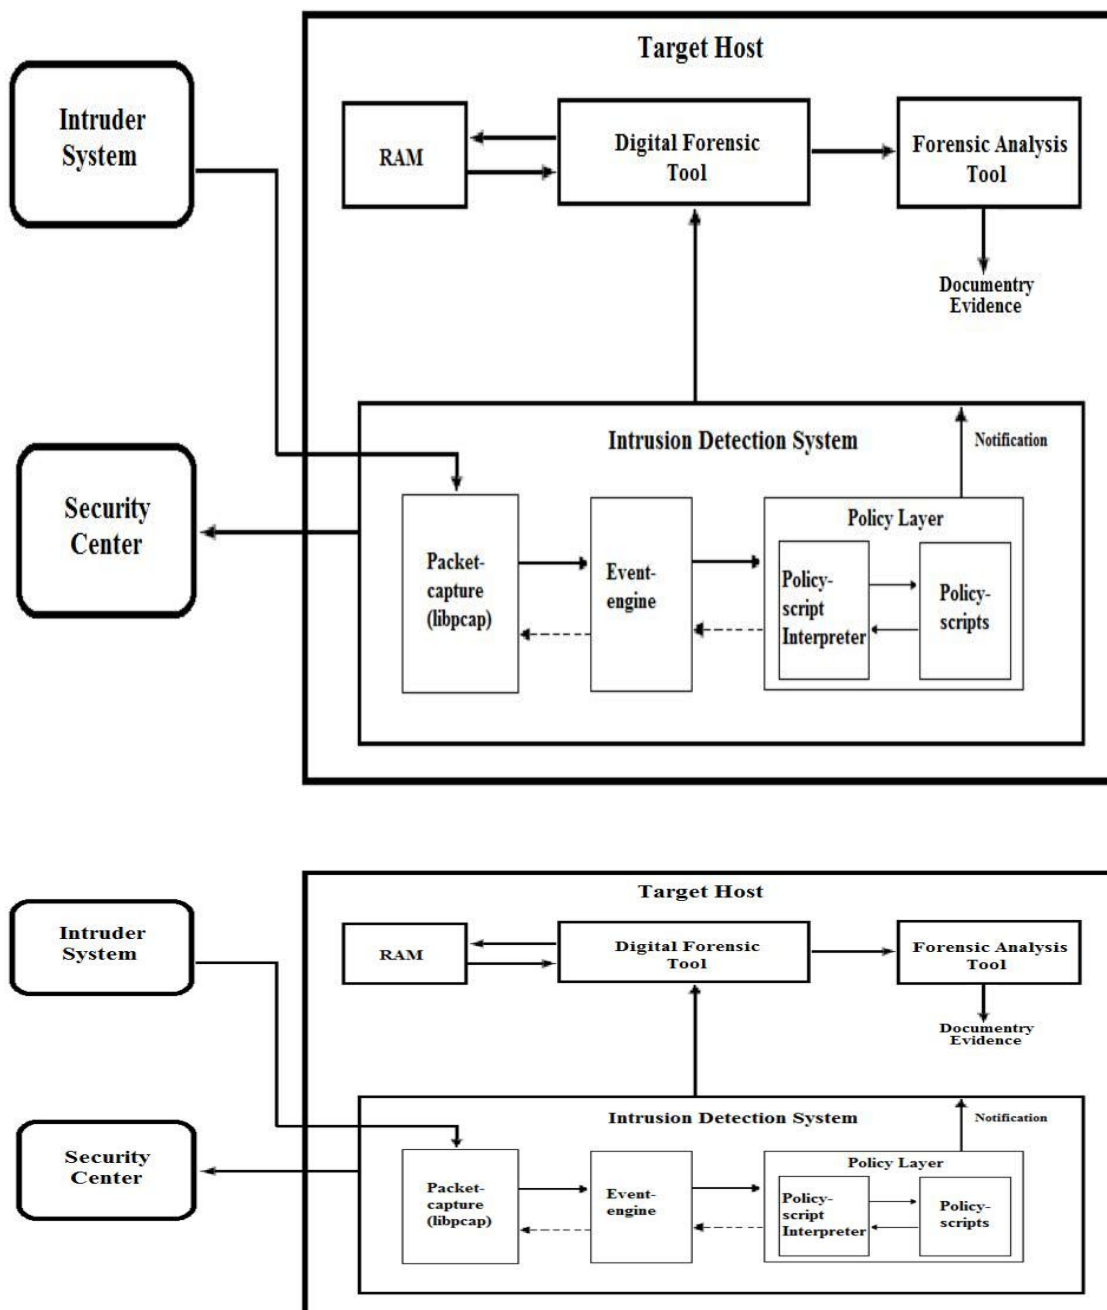 Target Host
Intruder
System
RAM
Digital Forensic
Tool
Forensic Analysis
Tool
Documentry
Evidence
Intrusion Detection System
Notification
Security
Center
Packet-
capture
(libpcap)
Event-
engine
Policy Layer
Policy-
script
Interpreter
Policy-
scripts
Target Host
Intruder
System
RAM
Digital Forensic
Tool
Forensic Analysis
Tool
Documentry
Evidence
Intrusion Detection System
Notification
Security
Center
Packet-
capture
(libpcap)
Event-
engine
Policy Layer
Policy-
script
Interpreter
Policy-
scripts